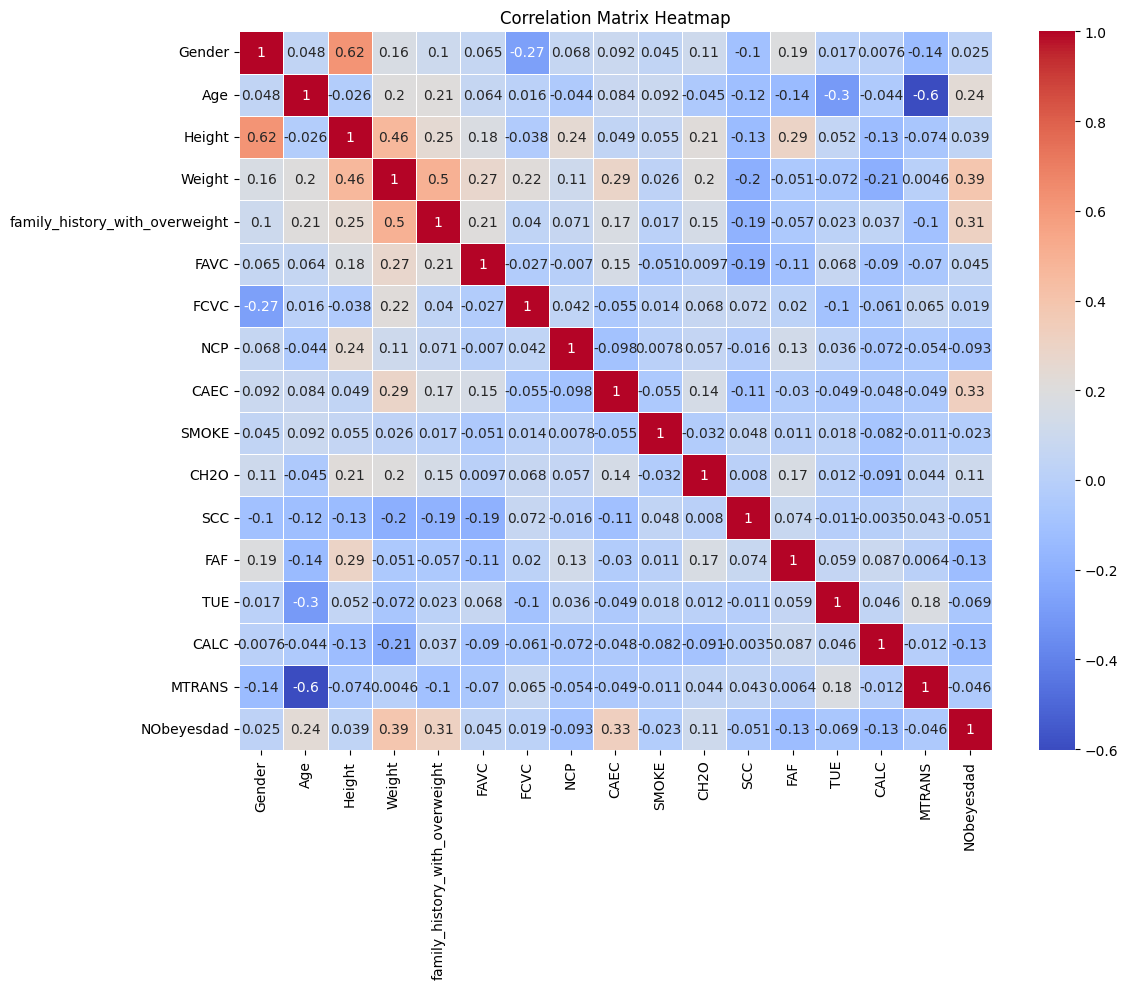 Correlation Matrix Heatmap
Gender 1 0.048 0.62 0.16 0.1 0.065 -0.27 0.068 0.092 0.045 0.11 -0.1 0.19 0.017 0.0076 -0.14 0.025
Age 0.048 1 -0.026 0.2 0.21 0.064 0.016 -0.044 0.084 0.092 -0.045 -0.12 -0.14 -0.3 -0.044 -0.6 0.24
Height 0.62 -0.026 1 0.46 0.25 0.18 -0.038 0.24 0.049 0.055 0.21 -0.13 0.29 0.052 -0.13 -0.074 0.039
Weight 0.16 0.2 0.46 1 0.5 0.27 0.22 0.11 0.29 0.026 0.2 -0.2 -0.051 -0.072 -0.21 0.0046 0.39
family_history_with_overweight 0.1 0.21 0.25 0.5 1 0.21 0.04 0.071 0.17 0.017 0.15 -0.19 -0.057 0.023 0.037 -0.1 0.31
FAVC 0.065 0.064 0.18 0.27 0.21 1 -0.027 -0.007 0.15 -0.051 0.0097 -0.19 -0.11 0.068 -0.09 -0.07 0.045
FCVC -0.27 0.016 -0.038 0.22 0.04 -0.027 1 0.042 -0.055 0.014 0.068 0.072 0.02 -0.1 -0.061 0.065 0.019
NCP 0.068 -0.044 0.24 0.11 0.071 -0.007 0.042 1 -0.098 0.0078 0.057 -0.016 0.13 0.036 -0.072 -0.054 -0.093
CAEC 0.092 0.084 0.049 0.29 0.17 0.15 -0.055 -0.098 1 -0.055 0.14 -0.11 -0.03 -0.049 -0.048 -0.049 0.33
SMOKE 0.045 0.092 0.055 0.026 0.017 -0.051 0.014 0.0078 -0.055 1 -0.032 0.048 0.011 0.018 -0.082 -0.011 -0.023
CH2O 0.11 -0.045 0.21 0.2 0.15 0.0097 0.068 0.057 0.14 -0.032 1 0.008 0.17 0.012 -0.091 0.044 0.11
SCC -0.1 -0.12 -0.13 -0.2 -0.19 -0.19 0.072 -0.016 -0.11 0.048 0.008 1 0.074 -0.011 -0.0035 0.043 -0.051
FAF 0.19 -0.14 0.29 -0.051 -0.057 -0.11 0.02 0.13 -0.03 0.011 0.17 0.074 1 0.059 0.087 0.0064 -0.13
TUE 0.017 -0.3 0.052 -0.072 0.023 0.068 -0.1 0.036 -0.049 0.018 0.012 -0.011 0.059 1 0.046 0.18 -0.069
CALC 0.0076 -0.044 -0.13 -0.21 0.037 -0.09 -0.061 -0.072 -0.048 -0.082 -0.091 -0.0035 0.087 0.046 1 -0.012 -0.13
MTRANS -0.14 -0.6 -0.074 0.0046 -0.1 -0.07 0.065 -0.054 -0.049 -0.011 0.044 0.043 0.0064 0.18 -0.012 1 -0.046
NObeyesdad 0.025 0.24 0.039 0.39 0.31 0.045 0.019 -0.093 0.33 -0.023 0.11 -0.051 -0.13 -0.069 -0.13 -0.046 1
Gender Age Height Weight family_history_with_overweight FAVC FCVC NCP CAEC SMOKE CH2O SCC FAF TUE CALC MTRANS NObeyesdad
1.0
0.8
0.6
0.4
0.2
0.0
−0.2
−0.4
−0.6